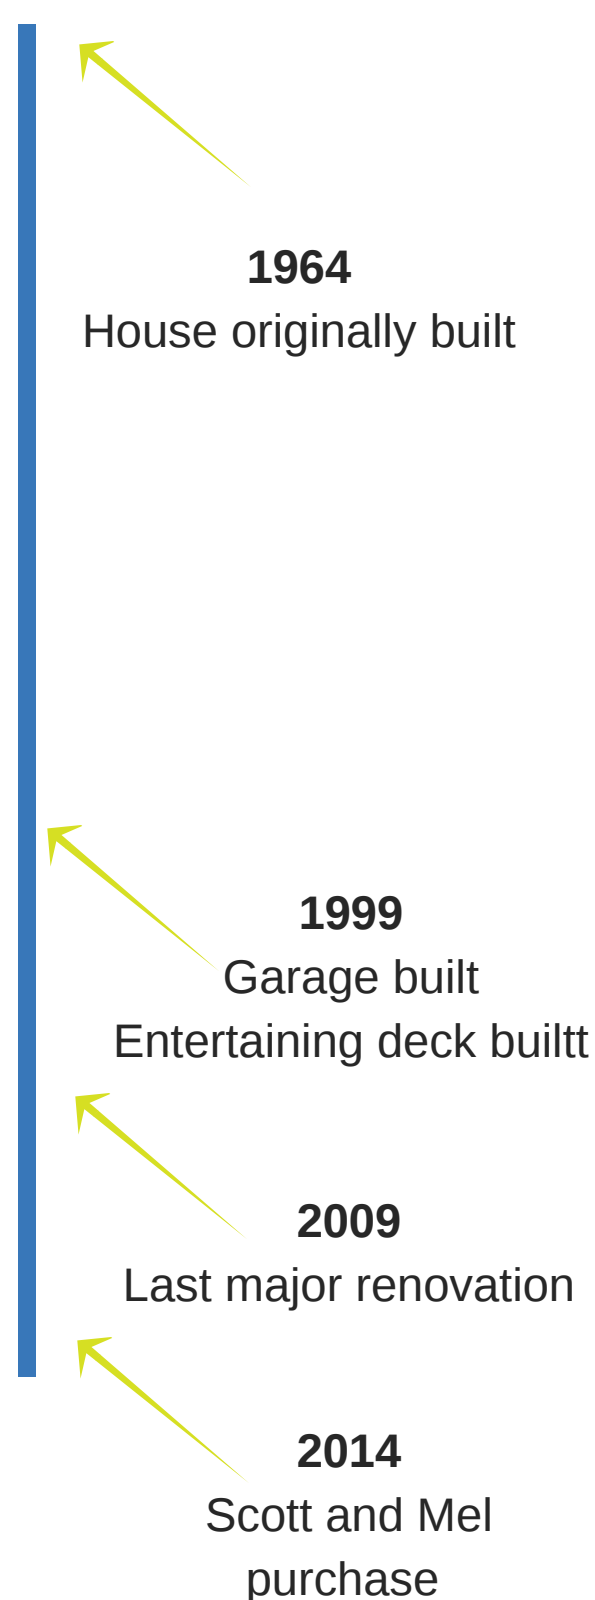 1964
House originally built
1999
Garage built
Entertaining deck builtt
2009
Last major renovation
2014
Scott and Mel
purchase